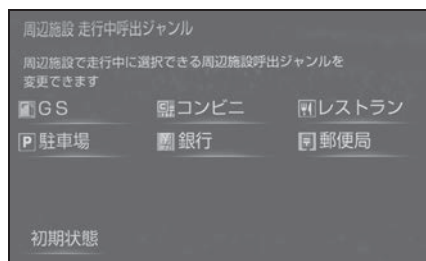 周辺施設 走行中呼出ジャンル
周辺施設で走行中に選択できる周辺施設呼出ジャンルを
変更できます
GS コンビニ レストラン
P 駐車場 銀行 郵便局
初期状態